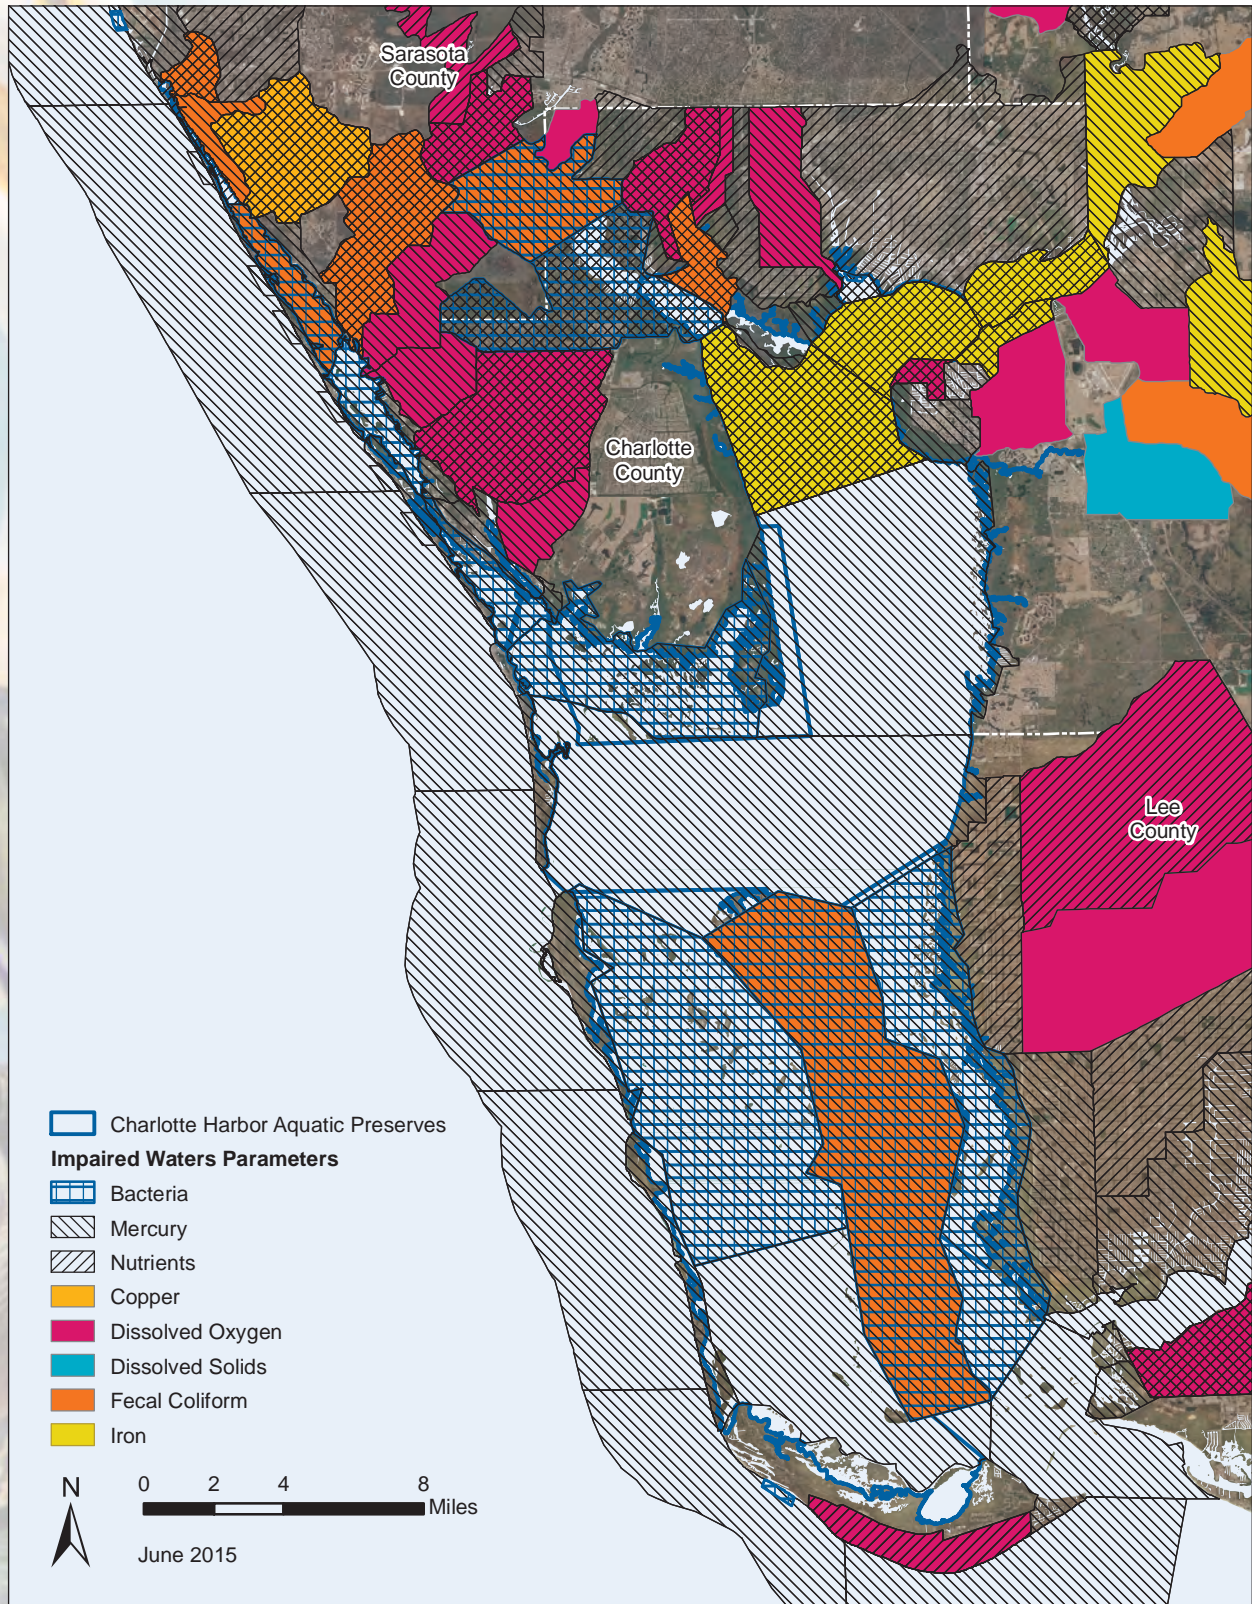 Sarasota
County
Charlotte
County
Lee
County
Charlotte Harbor Aquatic Preserves
Impaired Waters Parameters
Bacteria
Mercury
Nutrients
Copper
Dissolved Oxygen
Dissolved Solids
Fecal Coliform
Iron
N
0 2 4 8
Miles
June 2015